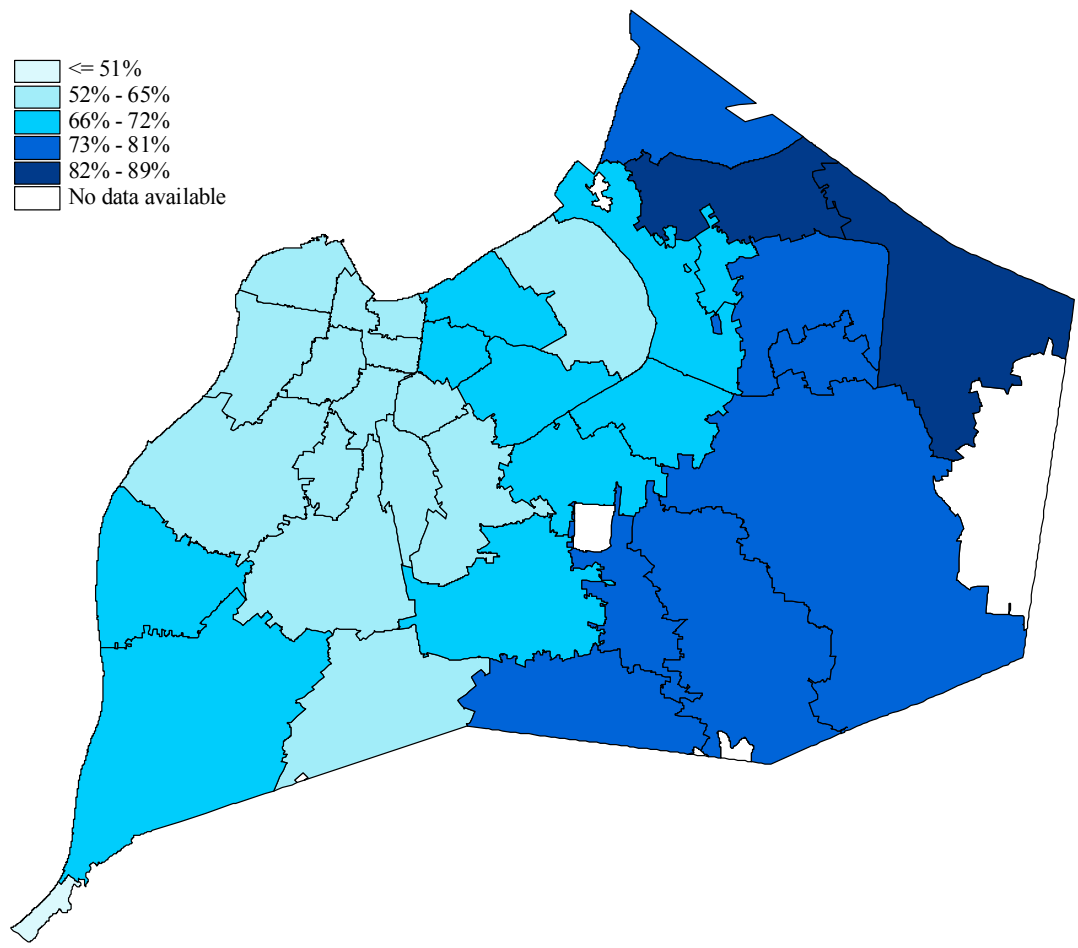 <= 51%
52% - 65%
66% - 72%
73% - 81%
82% - 89%
No data available